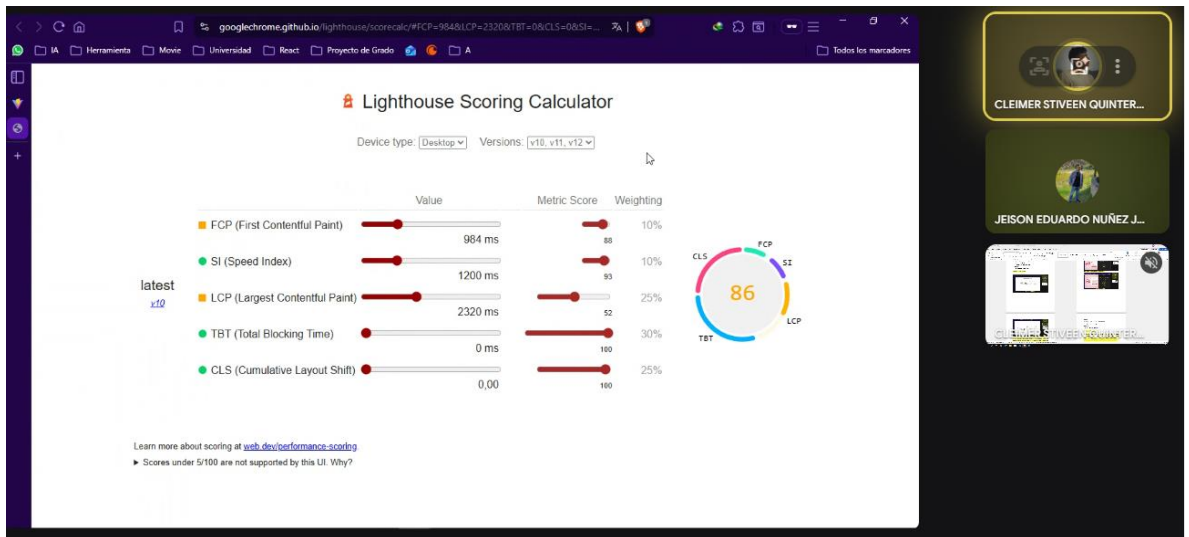 googlechrome.github.io/lighthouse/scorecalc/#FCP=984&LCP=2320&TBT=0&CLS=0&SI=...
IA Herramienta Movie Universidad React Proyecto de Grado A Todos los marcadores
Lighthouse Scoring Calculator
Device type: Desktop Versions: v10, v11, v12
Value Metric Score Weighting
FCP (First Contentful Paint) 10%
984 ms 88
SI (Speed Index) 10%
1200 ms 93
latest
v10
LCP (Largest Contentful Paint) 25%
2320 ms 52
TBT (Total Blocking Time) 30%
0 ms 100
CLS (Cumulative Layout Shift) 25%
0,00 100
FCP
CLS
SI
86
LCP
TBT
Learn more about scoring at web.dev/performance-scoring
Scores under 5/100 are not supported by this UI. Why?
CLEIMER STIVEEN QUINTER...
JEISON EDUARDO NUÑEZ J...
CLEIMER STIVEEN QUINTER...